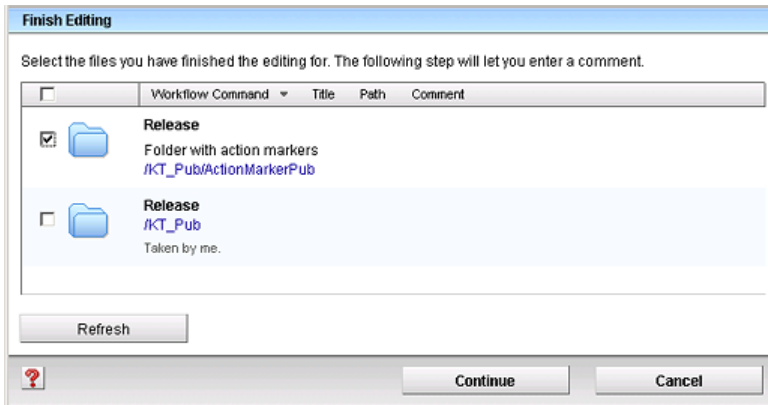 Finish Editing
Select the files you have finished the editing for. The following step will let you enter a comment.
Workflow Command Title Path Comment
Release
Folder with action markers
/KT_Pub/ActionMarkerPub
Release
/KT_Pub
Taken by me.
Refresh
? Continue Cancel